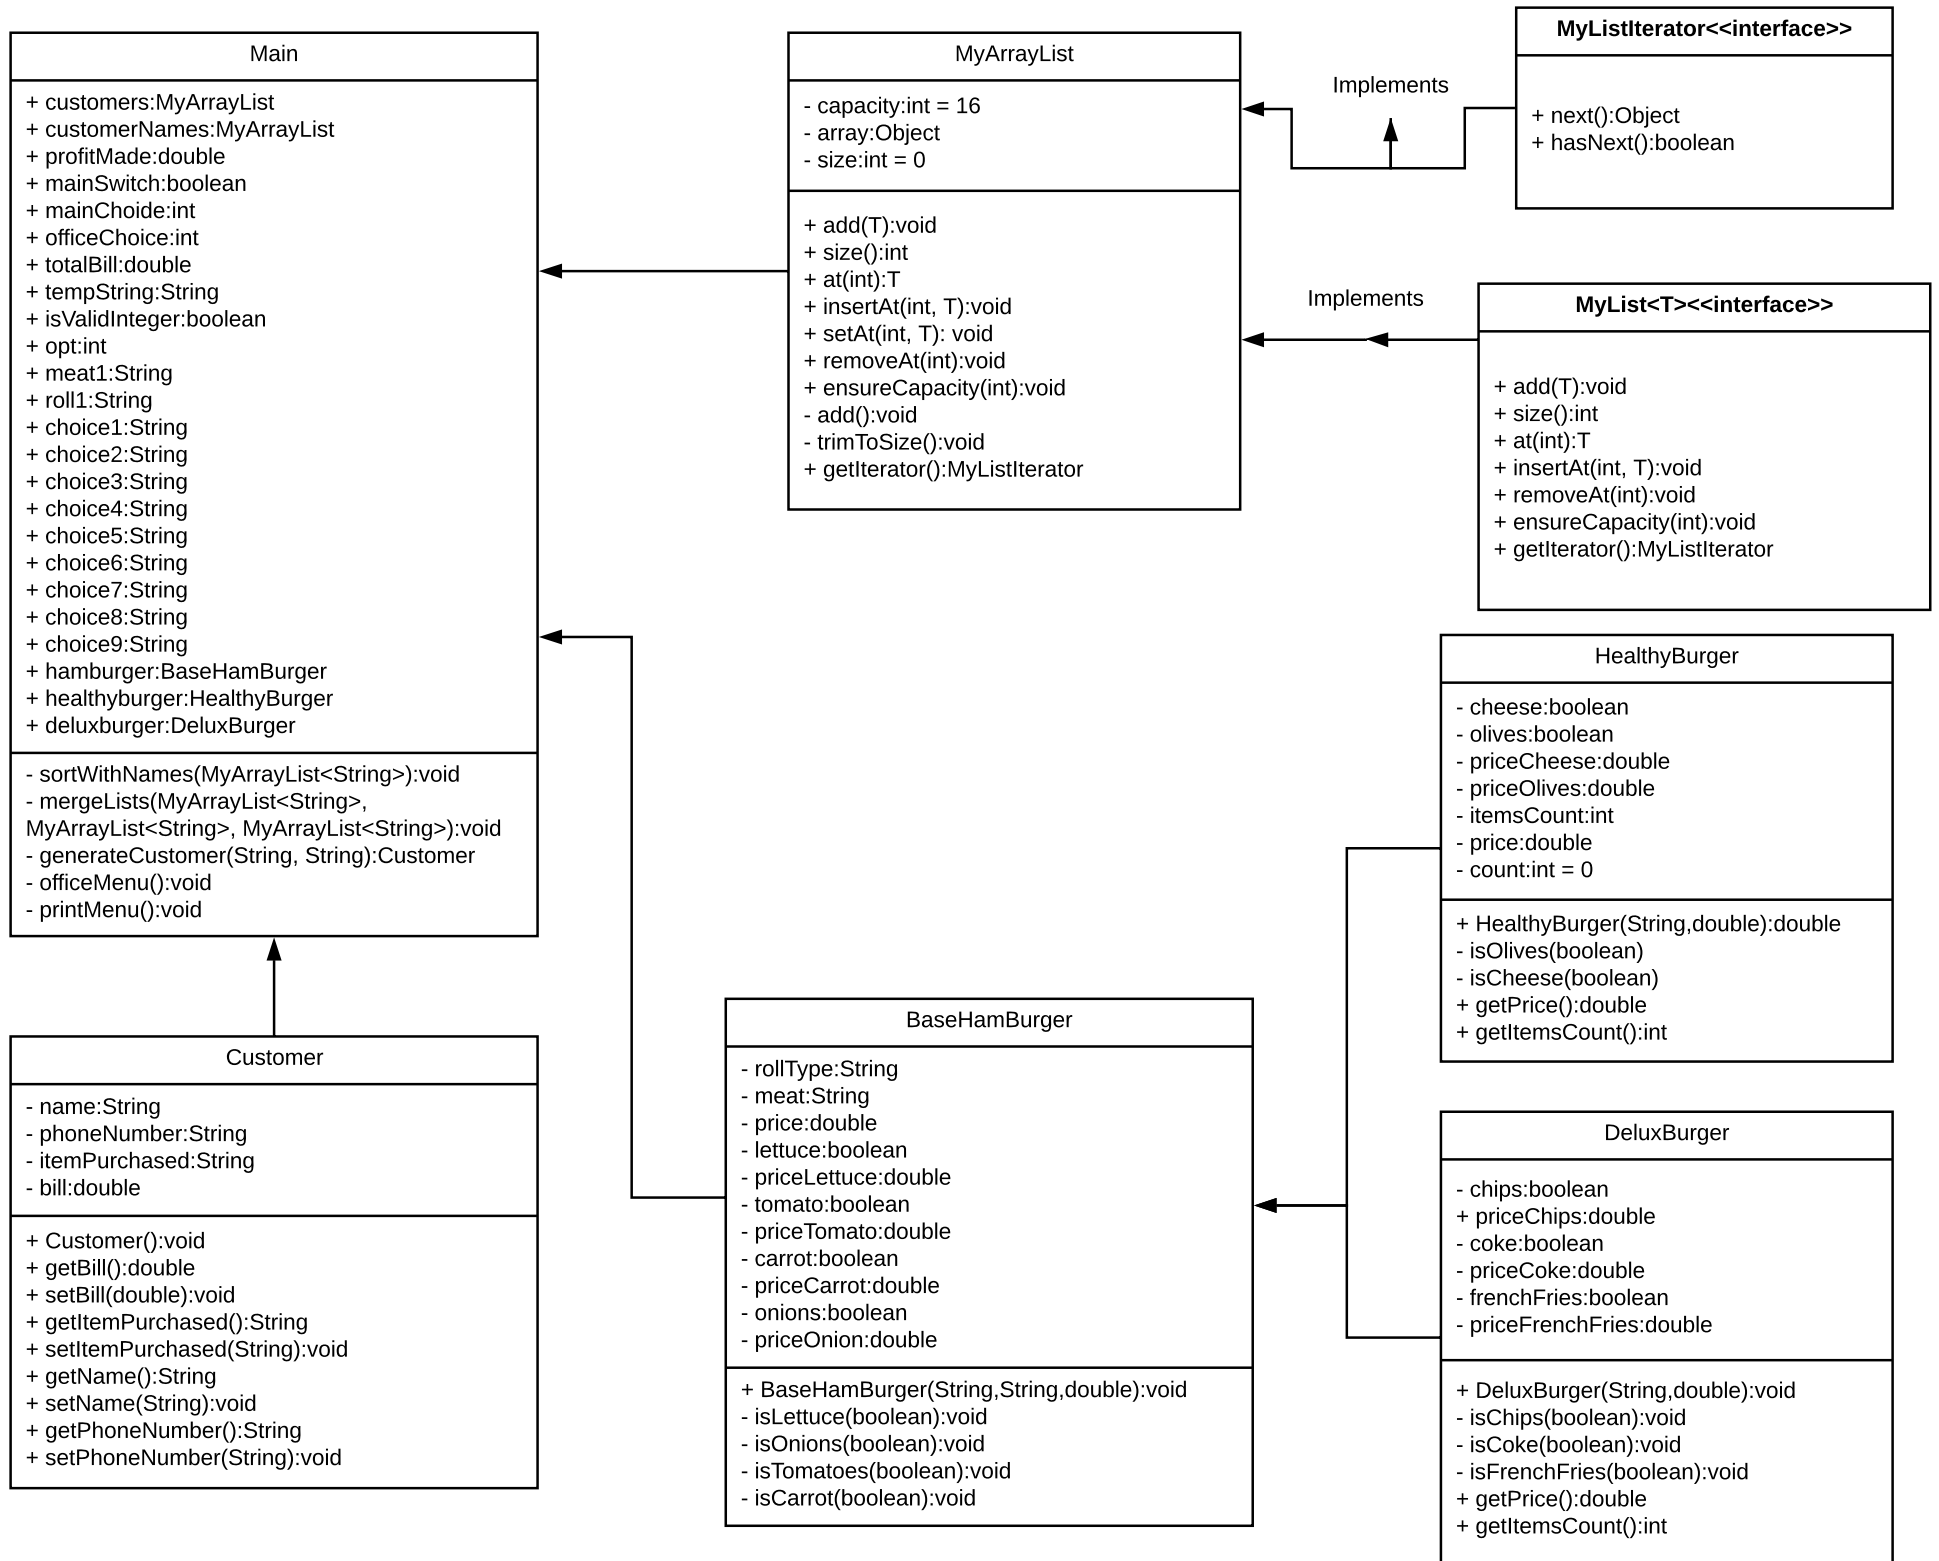 Main
+ customers:MyArrayList
+ customerNames:MyArrayList
+ profitMade:double
+ mainSwitch:boolean
+ mainChoide:int
+ officeChoice:int
+ totalBill:double
+ tempString:String
+ isValidInteger:boolean
+ opt:int
+ meat1:String
+ roll1:String
+ choice1:String
+ choice2:String
+ choice3:String
+ choice4:String
+ choice5:String
+ choice6:String
+ choice7:String
+ choice8:String
+ choice9:String
+ hamburger:BaseHamBurger
+ healthyburger:HealthyBurger
+ deluxburger:DeluxBurger
- sortWithNames(MyArrayList<String>):void
- mergeLists(MyArrayList<String>,
MyArrayList<String>, MyArrayList<String>):void
- generateCustomer(String, String):Customer
- officeMenu():void
- printMenu():void
MyArrayList
- capacity:int = 16
- array:Object
- size:int = 0
+ add(T):void
+ size():int
+ at(int):T
+ insertAt(int, T):void
+ setAt(int, T): void
+ removeAt(int):void
+ ensureCapacity(int):void
- add():void
- trimToSize():void
+ getIterator():MyListIterator
Implements
MyListIterator<<interface>>
+ next():Object
+ hasNext():boolean
Implements
MyList<T><<interface>>
+ add(T):void
+ size():int
+ at(int):T
+ insertAt(int, T):void
+ removeAt(int):void
+ ensureCapacity(int):void
+ getIterator():MyListIterator
HealthyBurger
- cheese:boolean
- olives:boolean
- priceCheese:double
- priceOlives:double
- itemsCount:int
- price:double
- count:int = 0
+ HealthyBurger(String,double):double
- isOlives(boolean)
- isCheese(boolean)
+ getPrice():double
+ getItemsCount():int
Customer
- name:String
- phoneNumber:String
- itemPurchased:String
- bill:double
+ Customer():void
+ getBill():double
+ setBill(double):void
+ getItemPurchased():String
+ setItemPurchased(String):void
+ getName():String
+ setName(String):void
+ getPhoneNumber():String
+ setPhoneNumber(String):void
BaseHamBurger
- rollType:String
- meat:String
- price:double
- lettuce:boolean
- priceLettuce:double
- tomato:boolean
- priceTomato:double
- carrot:boolean
- priceCarrot:double
- onions:boolean
- priceOnion:double
+ BaseHamBurger(String,String,double):void
- isLettuce(boolean):void
- isOnions(boolean):void
- isTomatoes(boolean):void
- isCarrot(boolean):void
DeluxBurger
- chips:boolean
+ priceChips:double
- coke:boolean
- priceCoke:double
- frenchFries:boolean
- priceFrenchFries:double
+ DeluxBurger(String,double):void
- isChips(boolean):void
- isCoke(boolean):void
- isFrenchFries(boolean):void
+ getPrice():double
+ getItemsCount():int